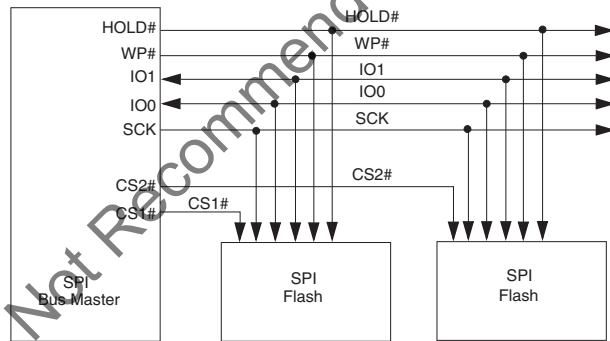 HOLD#
HOLD#
WP#
WP#
IO1
IO1
IO0
IO0
SCK
SCK
CS2#
CS2#
CS1#
CS1#
SPI
Bus Master
SPI
Flash
SPI
Flash
Not Recommend